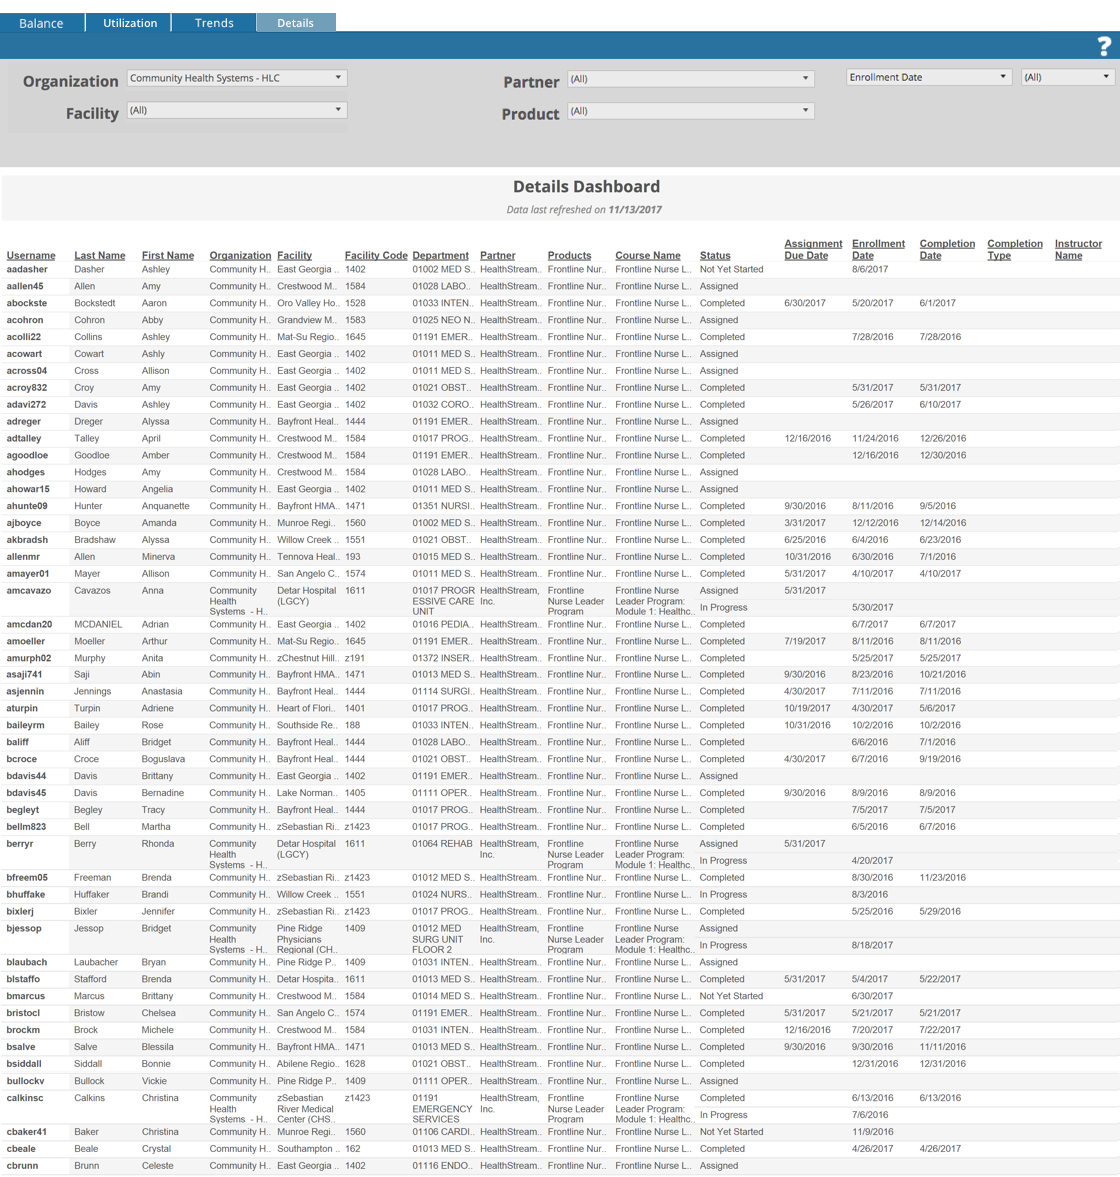 Balance Utilization Trends Details
?
Organization Community Health Systems - HLC Partner (All) Enrollment Date (All)
Facility (All) Product (All)
Details Dashboard
Data last refreshed on 11/13/2017
Username Last Name First Name Organization Facility Facility Code Department Partner Products Course Name Status Assignment Due Date Enrollment Date Completion Date Completion Type Instructor Name
aadasher Dasher Ashley Community H.. East Georgia .. 1402 01002 MED S.. HealthStream.. Frontline Nur.. Frontline Nurse L.. Not Yet Started 8/6/2017
aallen45 Allen Amy Community H.. Crestwood M.. 1584 01028 LABO.. HealthStream.. Frontline Nur.. Frontline Nurse L.. Assigned
abockste Bockstedt Aaron Community H.. Oro Valley Ho.. 1528 01033 INTEN.. HealthStream.. Frontline Nur.. Frontline Nurse L.. Completed 6/30/2017 5/20/2017 6/1/2017
acohron Cohron Abby Community H.. Grandview M.. 1583 01025 NEO N.. HealthStream.. Frontline Nur.. Frontline Nurse L.. Assigned
acolli22 Collins Ashley Community H.. Mat-Su Regio.. 1645 01191 EMER.. HealthStream.. Frontline Nur.. Frontline Nurse L.. Completed 7/28/2016 7/28/2016
acowart Cowart Ashly Community H.. East Georgia .. 1402 01011 MED S.. HealthStream.. Frontline Nur.. Frontline Nurse L.. Assigned
across04 Cross Allison Community H.. East Georgia .. 1402 01011 MED S.. HealthStream.. Frontline Nur.. Frontline Nurse L.. Assigned
acroy832 Croy Amy Community H.. East Georgia .. 1402 01021 OBST.. HealthStream.. Frontline Nur.. Frontline Nurse L.. Completed 5/31/2017 5/31/2017
adavi272 Davis Ashley Community H.. East Georgia .. 1402 01032 CORO.. HealthStream.. Frontline Nur.. Frontline Nurse L.. Completed 5/26/2017 6/10/2017
adreger Dreger Alyssa Community H.. Bayfront Heal.. 1444 01191 EMER.. HealthStream.. Frontline Nur.. Frontline Nurse L.. Assigned
adtalley Talley April Community H.. Crestwood M.. 1584 01017 PROG.. HealthStream.. Frontline Nur.. Frontline Nurse L.. Completed 12/16/2016 11/24/2016 12/26/2016
agoodloe Goodloe Amber Community H.. Crestwood M.. 1584 01191 EMER.. HealthStream.. Frontline Nur.. Frontline Nurse L.. Completed 12/16/2016 12/30/2016
ahodges Hodges Amy Community H.. Crestwood M.. 1584 01028 LABO.. HealthStream.. Frontline Nur.. Frontline Nurse L.. Assigned
ahowar15 Howard Angelia Community H.. East Georgia .. 1402 01011 MED S.. HealthStream.. Frontline Nur.. Frontline Nurse L.. Assigned
ahunte09 Hunter Anquanette Community H.. Bayfront HMA.. 1471 01351 NURSI.. HealthStream.. Frontline Nur.. Frontline Nurse L.. Completed 9/30/2016 8/11/2016 9/5/2016
ajboyce Boyce Amanda Community H.. Munroe Regi.. 1560 01002 MED S.. HealthStream.. Frontline Nur.. Frontline Nurse L.. Completed 3/31/2017 12/12/2016 12/14/2016
akbradsh Bradshaw Alyssa Community H.. Willow Creek .. 1551 01021 OBST.. HealthStream.. Frontline Nur.. Frontline Nurse L.. Completed 6/25/2016 6/4/2016 6/23/2016
allenmr Allen Minerva Community H.. Tennova Heal.. 193 01015 MED S.. HealthStream.. Frontline Nur.. Frontline Nurse L.. Completed 10/31/2016 6/30/2016 7/1/2016
amayer01 Mayer Allison Community H.. San Angelo C.. 1574 01011 MED S.. HealthStream.. Frontline Nur.. Frontline Nurse L.. Completed 5/31/2017 4/10/2017 4/10/2017
amcavazo Cavazos Anna Community Detar Hospital 1611 01017 PROGR HealthStream, Frontline Frontline Nurse Assigned 5/31/2017
Health (LGCY) ESSIVE CARE Inc. Nurse Leader Leader Program:
Systems - H.. UNIT Program Module 1: Healthc.. In Progress 5/30/2017
amcdan20 MCDANIEL Adrian Community H.. East Georgia .. 1402 01016 PEDIA.. HealthStream.. Frontline Nur.. Frontline Nurse L.. Completed 6/7/2017 6/7/2017
amoeller Moeller Arthur Community H.. Mat-Su Regio.. 1645 01191 EMER.. HealthStream.. Frontline Nur.. Frontline Nurse L.. Completed 7/19/2017 8/11/2016 8/11/2016
amurph02 Murphy Anita Community H.. zChestnut Hill.. z191 01372 INSER.. HealthStream.. Frontline Nur.. Frontline Nurse L.. Completed 5/25/2017 5/25/2017
asaji741 Saji Abin Community H.. Bayfront HMA.. 1471 01013 MED S.. HealthStream.. Frontline Nur.. Frontline Nurse L.. Completed 9/30/2016 8/23/2016 10/21/2016
asjennin Jennings Anastasia Community H.. Bayfront Heal.. 1444 01114 SURGI.. HealthStream.. Frontline Nur.. Frontline Nurse L.. Completed 4/30/2017 7/11/2016 7/11/2016
aturpin Turpin Adriene Community H.. Heart of Flori.. 1401 01017 PROG.. HealthStream.. Frontline Nur.. Frontline Nurse L.. Completed 10/19/2017 4/30/2017 5/6/2017
baileyrm Bailey Rose Community H.. Southside Re.. 188 01033 INTEN.. HealthStream.. Frontline Nur.. Frontline Nurse L.. Completed 10/31/2016 10/2/2016 10/2/2016
baliff Aliff Bridget Community H.. Bayfront Heal.. 1444 01028 LABO.. HealthStream.. Frontline Nur.. Frontline Nurse L.. Completed 6/6/2016 7/1/2016
bcroce Croce Boguslava Community H.. Bayfront Heal.. 1444 01021 OBST.. HealthStream.. Frontline Nur.. Frontline Nurse L.. Completed 4/30/2017 6/7/2016 9/19/2016
bdavis44 Davis Brittany Community H.. East Georgia .. 1402 01191 EMER.. HealthStream.. Frontline Nur.. Frontline Nurse L.. Assigned
bdavis45 Davis Bernadine Community H.. Lake Norman.. 1405 01111 OPER.. HealthStream.. Frontline Nur.. Frontline Nurse L.. Completed 9/30/2016 8/9/2016 8/9/2016
begleyt Begley Tracy Community H.. Bayfront Heal.. 1444 01017 PROG.. HealthStream.. Frontline Nur.. Frontline Nurse L.. Completed 7/5/2017 7/5/2017
bellm823 Bell Martha Community H.. zSebastian Ri.. z1423 01017 PROG.. HealthStream.. Frontline Nur.. Frontline Nurse L.. Completed 6/5/2016 6/7/2016
berryr Berry Rhonda Community Detar Hospital 1611 01064 REHAB HealthStream, Frontline Frontline Nurse Assigned 5/31/2017
Health (LGCY) Inc. Nurse Leader Leader Program:
Systems - H.. Program Module 1: Healthc.. In Progress 4/20/2017
bfreem05 Freeman Brenda Community H.. zSebastian Ri.. z1423 01012 MED S.. HealthStream.. Frontline Nur.. Frontline Nurse L.. Completed 8/30/2016 11/23/2016
bhuffake Huffaker Brandi Community H.. Willow Creek .. 1551 01024 NURS.. HealthStream.. Frontline Nur.. Frontline Nurse L.. In Progress 8/3/2016
bixlerj Bixler Jennifer Community H.. zSebastian Ri.. z1423 01017 PROG.. HealthStream.. Frontline Nur.. Frontline Nurse L.. Completed 5/25/2016 5/29/2016
bjessop Jessop Bridget Community Pine Ridge 1409 01012 MED HealthStream, Frontline Frontline Nurse Assigned
Health Physicians SURG UNIT Inc. Nurse Leader Leader Program:
Systems - H.. Regional (CH.. FLOOR 2 Program Module 1: Healthc.. In Progress 8/18/2017
blaubach Laubacher Bryan Community H.. Pine Ridge P.. 1409 01031 INTEN.. HealthStream.. Frontline Nur.. Frontline Nurse L.. Assigned
blstaffo Stafford Brenda Community H.. Detar Hospita.. 1611 01013 MED S.. HealthStream.. Frontline Nur.. Frontline Nurse L.. Completed 5/31/2017 5/4/2017 5/22/2017
bmarcus Marcus Brittany Community H.. Crestwood M.. 1584 01014 MED S.. HealthStream.. Frontline Nur.. Frontline Nurse L.. Not Yet Started 6/30/2017
bristocl Bristow Chelsea Community H.. San Angelo C.. 1574 01191 EMER.. HealthStream.. Frontline Nur.. Frontline Nurse L.. Completed 5/31/2017 5/21/2017 5/21/2017
brockm Brock Michele Community H.. Crestwood M.. 1584 01031 INTEN.. HealthStream.. Frontline Nur.. Frontline Nurse L.. Completed 12/16/2016 7/20/2017 7/22/2017
bsalve Salve Blessila Community H.. Bayfront HMA.. 1471 01013 MED S.. HealthStream.. Frontline Nur.. Frontline Nurse L.. Completed 9/30/2016 9/30/2016 11/11/2016
bsiddall Siddall Bonnie Community H.. Abilene Regio.. 1628 01021 OBST.. HealthStream.. Frontline Nur.. Frontline Nurse L.. Completed 12/31/2016 12/31/2016
bullockv Bullock Vickie Community H.. Pine Ridge P.. 1409 01111 OPER.. HealthStream.. Frontline Nur.. Frontline Nurse L.. Assigned
calkinsc Calkins Christina Community zSebastian z1423 01191 HealthStream, Frontline Frontline Nurse Completed 6/13/2016 6/13/2016
Health River Medical EMERGENCY Inc. Nurse Leader Leader Program:
Systems - H.. Center (CHS.. SERVICES Program Module 1: Healthc.. In Progress 7/6/2016
cbaker41 Baker Christina Community H.. Munroe Regi.. 1560 01106 CARDI.. HealthStream.. Frontline Nur.. Frontline Nurse L.. Not Yet Started 11/9/2016
cbeale Beale Crystal Community H.. Southampton .. 162 01013 MED S.. HealthStream.. Frontline Nur.. Frontline Nurse L.. Completed 4/26/2017 4/26/2017
cbrunn Brunn Celeste Community H.. East Georgia .. 1402 01116 ENDO.. HealthStream.. Frontline Nur.. Frontline Nurse L.. Assigned